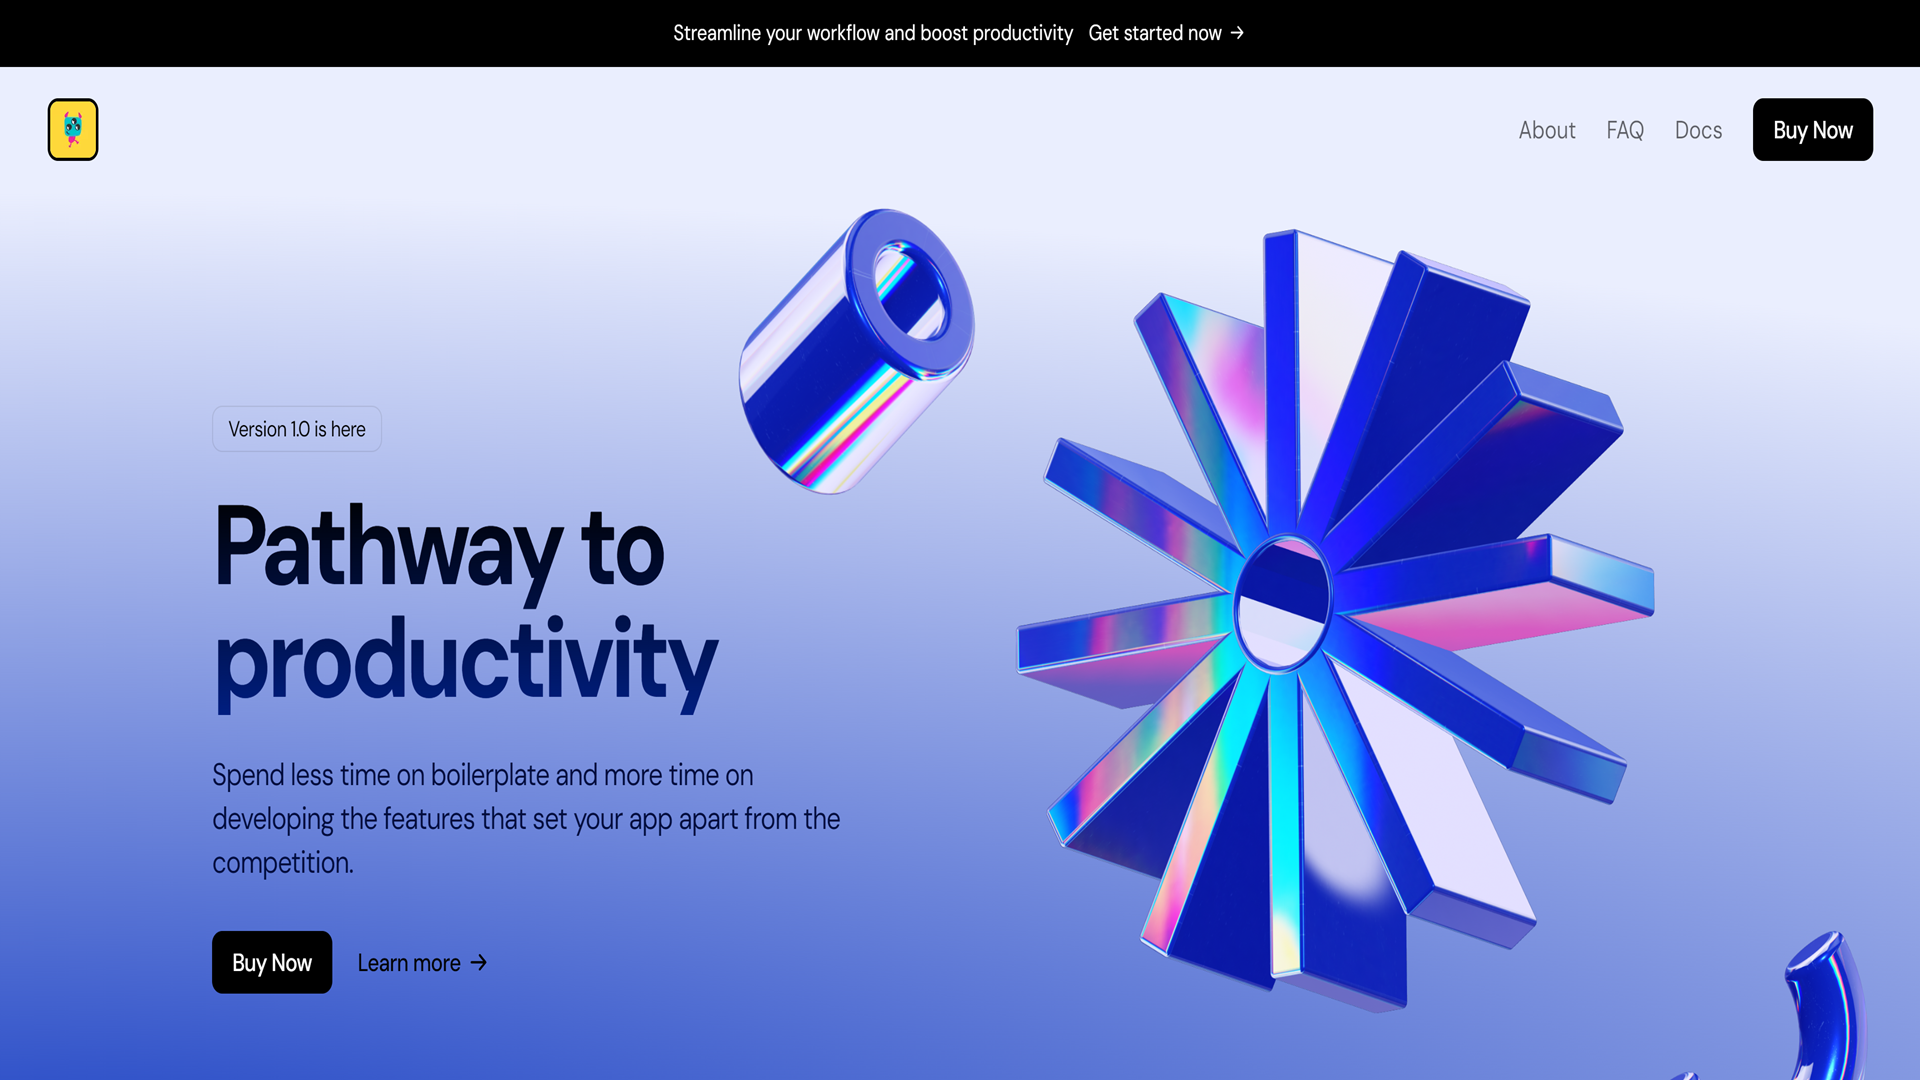 Streamline your workflow and boost productivity Get started now →
About FAQ Docs Buy Now
Version 1.0 is here
Pathway to
productivity
Spend less time on boilerplate and more time on
developing the features that set your app apart from the
competition.
Buy Now Learn more →